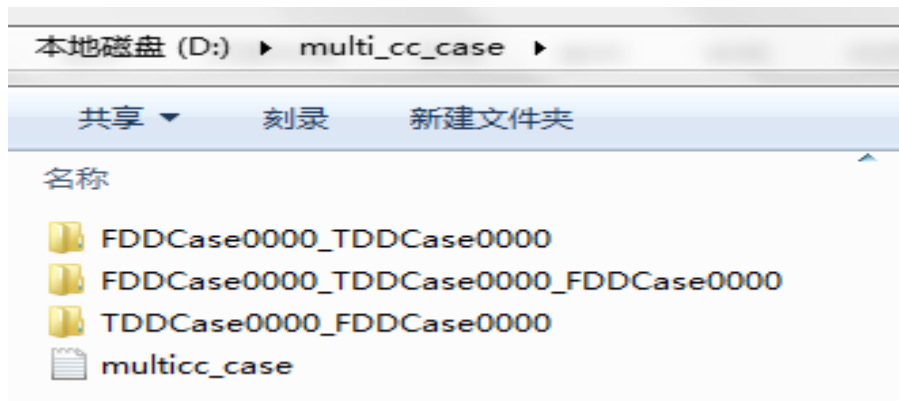 本地磁盘 (D:) ▸ multi_cc_case ▸
共享 ▾ 刻录 新建文件夹
名称
FDDCase0000_TDDCase0000
FDDCase0000_TDDCase0000_FDDCase0000
TDDCase0000_FDDCase0000
multicc_case